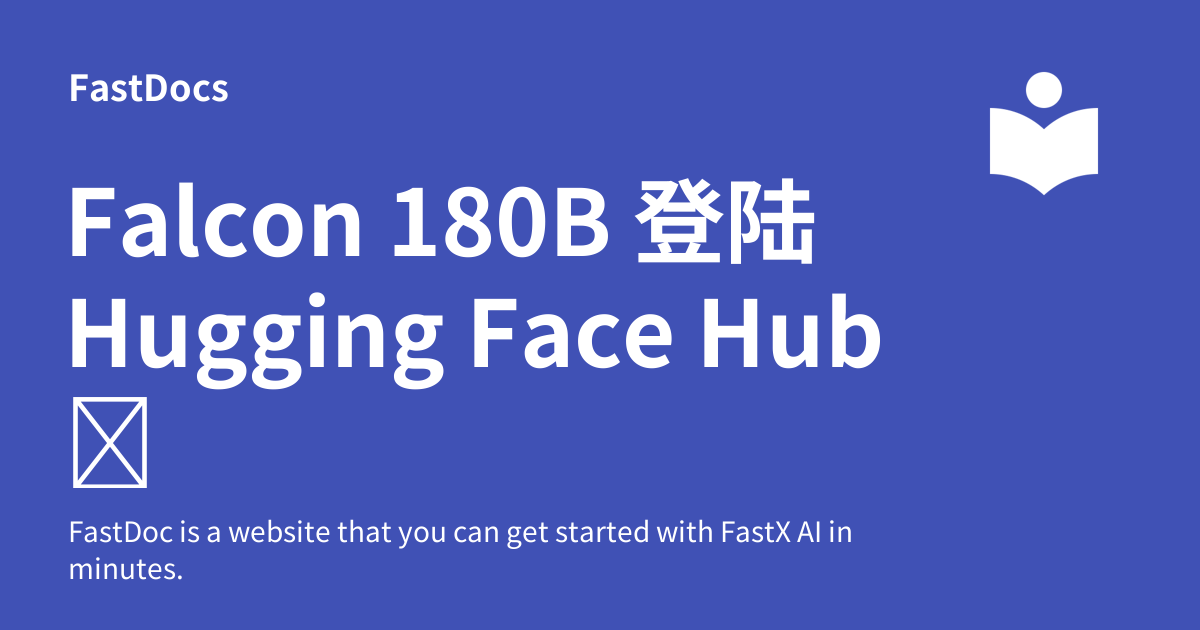 FastDocs
Falcon 180B 登陆
Hugging Face Hub
FastDoc is a website that you can get started with FastX AI in
minutes.